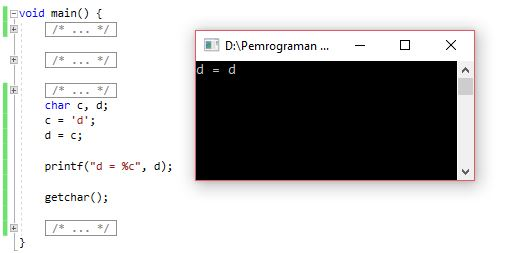 void main() {
/* ... */
/* ... */
/* ... */
char c, d;
c = 'd';
d = c;
printf("d = %c", d);
getchar();
/* ... */
}
D:\Pemrograman ...
d = d